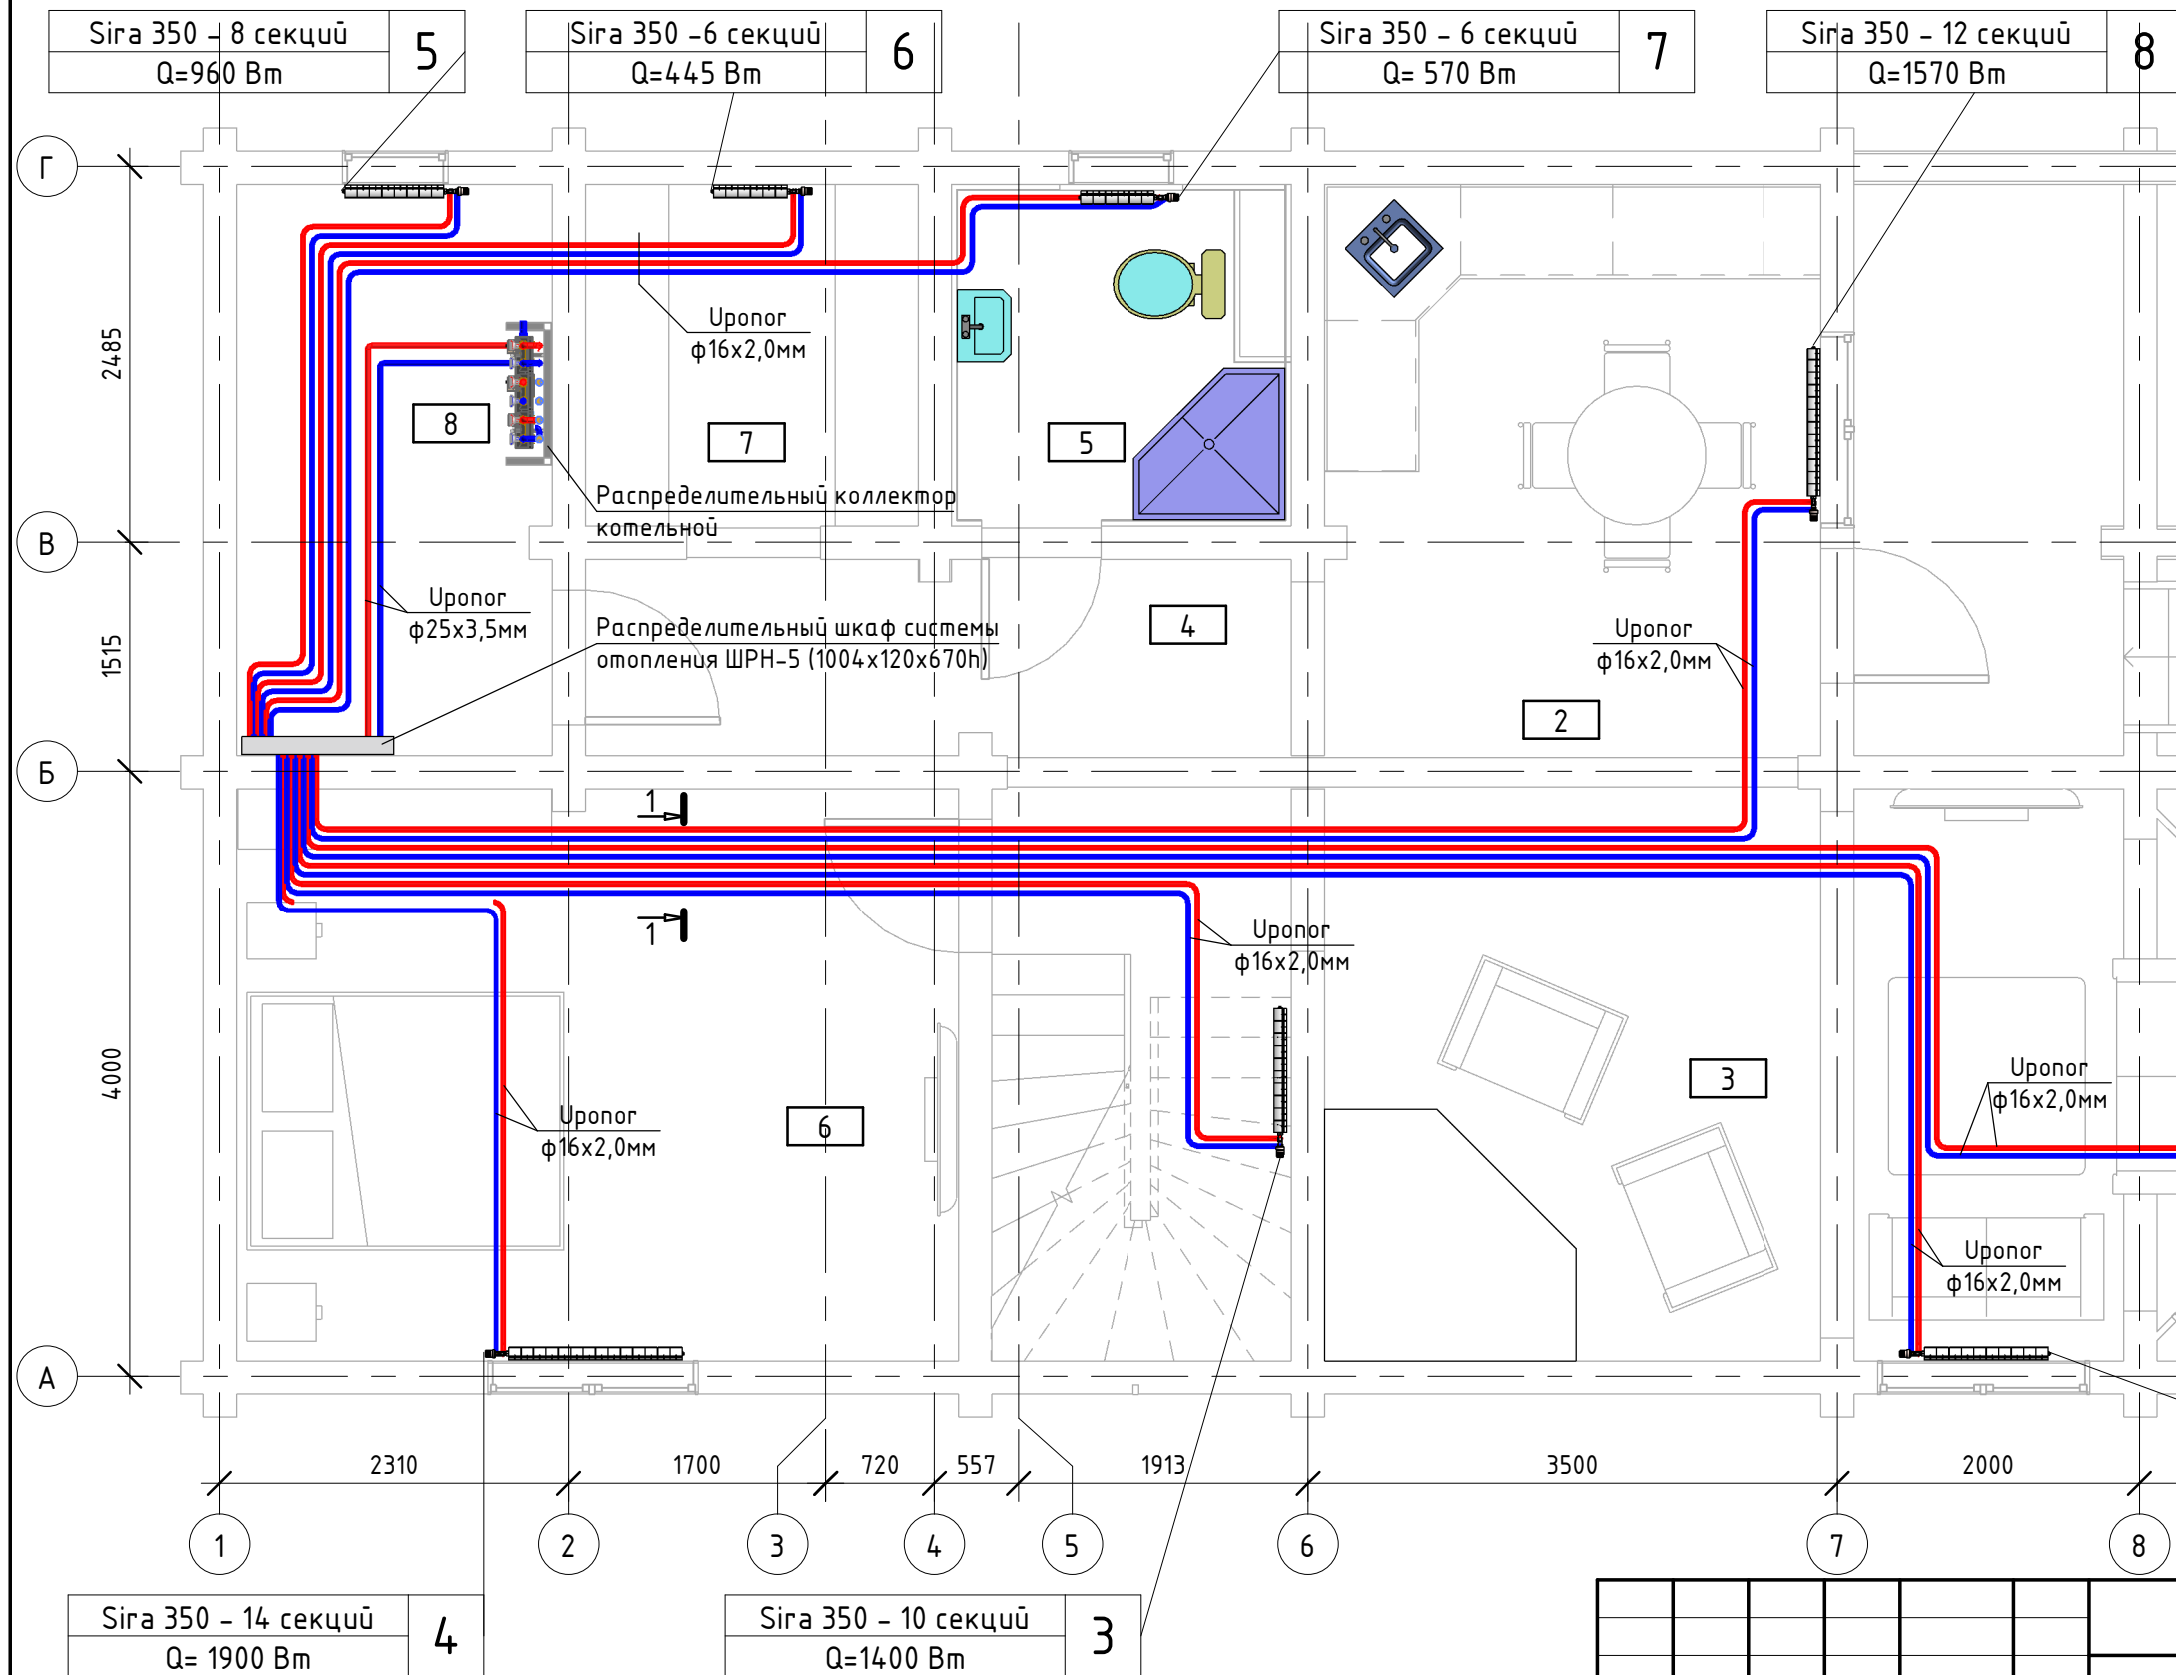 Sira 350 - 8 секций
Q=960 Вт
5
Sira 350 -6 секций
Q=445 Вт
6
Sira 350 - 6 секций
Q= 570 Вт
7
Sira 350 - 12 секций
Q=1570 Вт
8
Г
В
Б
А
2485
1515
4000
Uponor
ф16х2,0мм
8
7
5
Распределительный коллектор
котельной
Uponor
ф25х3,5мм
Распределительный шкаф системы
отопления ШРН-5 (1004х120х670h)
4
Uponor
ф16х2,0мм
2
1
1
Uponor
ф16х2,0мм
Uponor
ф16х2,0мм
6
3
Uponor
ф16х2,0мм
Uponor
ф16х2,0мм
2310
1700
720
557
1913
3500
2000
1
2
3
4
5
6
7
8
Sira 350 - 14 секций
Q= 1900 Вт
4
Sira 350 - 10 секций
Q=1400 Вт
3